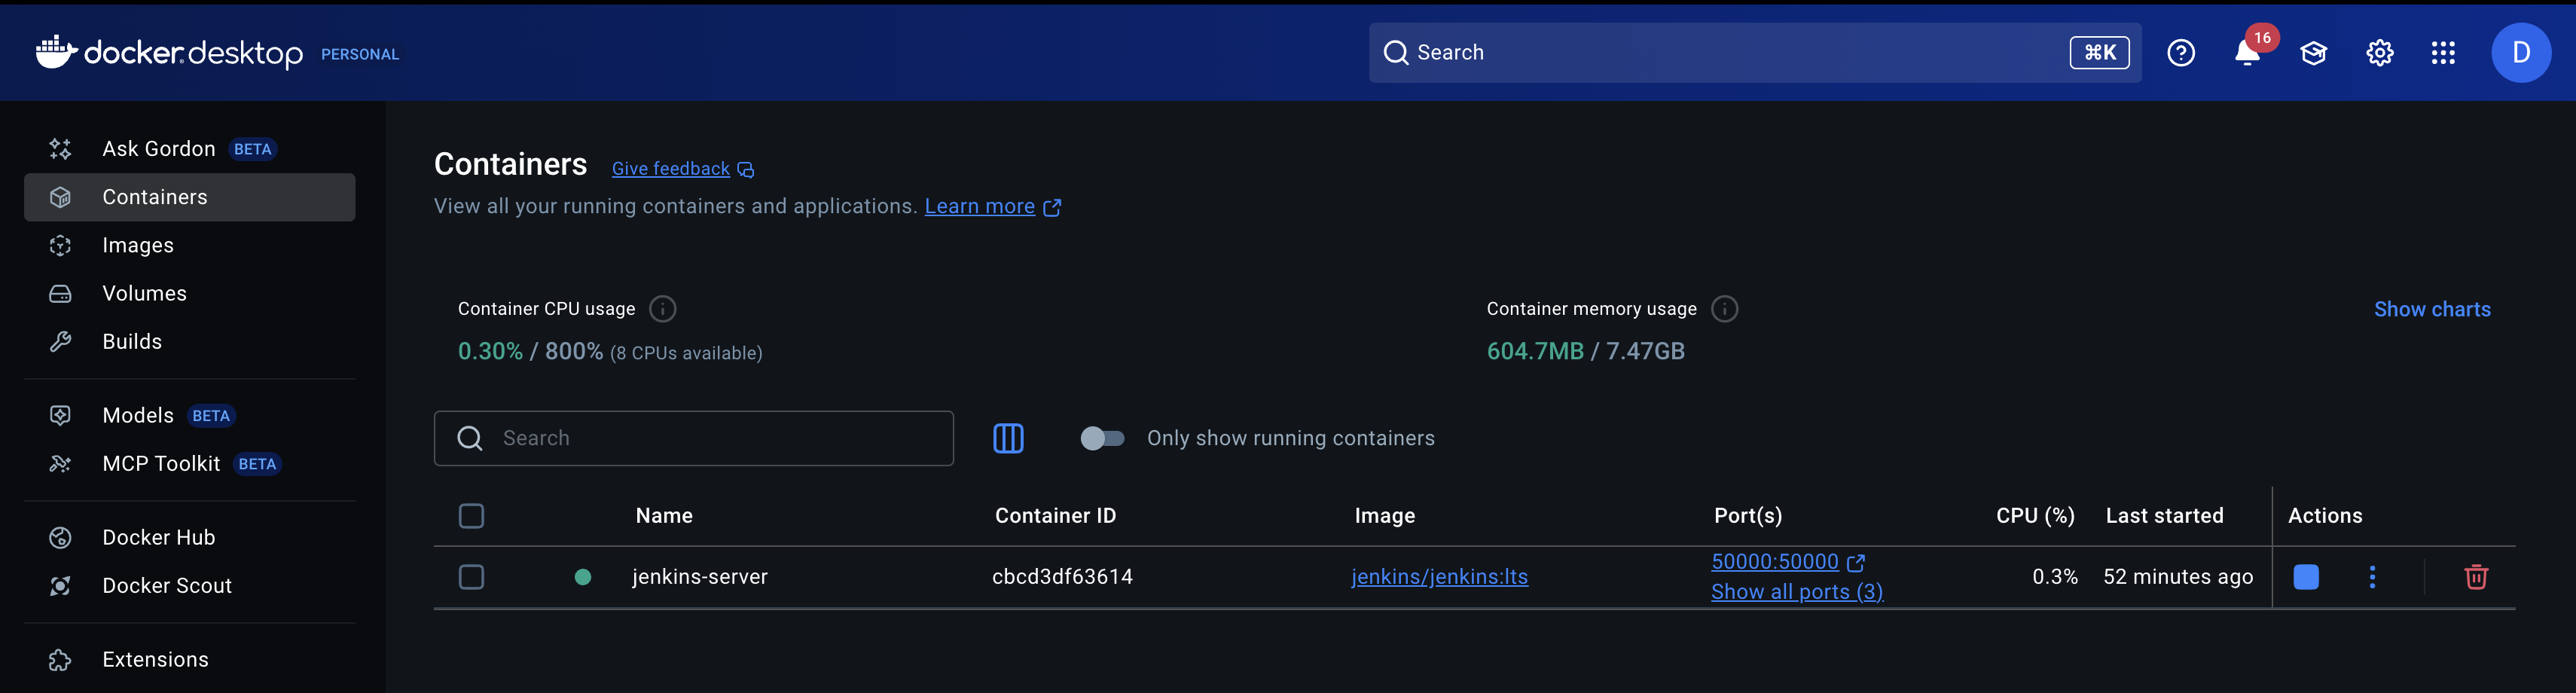 docker desktop PERSONAL
Search
⌘K
16
D
Ask Gordon BETA
Containers
Images
Volumes
Builds
Models BETA
MCP Toolkit BETA
Docker Hub
Docker Scout
Extensions
Containers Give feedback
View all your running containers and applications. Learn more
Container CPU usage
0.30% / 800% (8 CPUs available)
Container memory usage
604.7MB / 7.47GB
Show charts
Search
Only show running containers
Name Container ID Image Port(s) CPU (%) Last started Actions
jenkins-server cbcd3df63614 jenkins/jenkins:lts 50000:50000 0.3% 52 minutes ago
Show all ports (3)